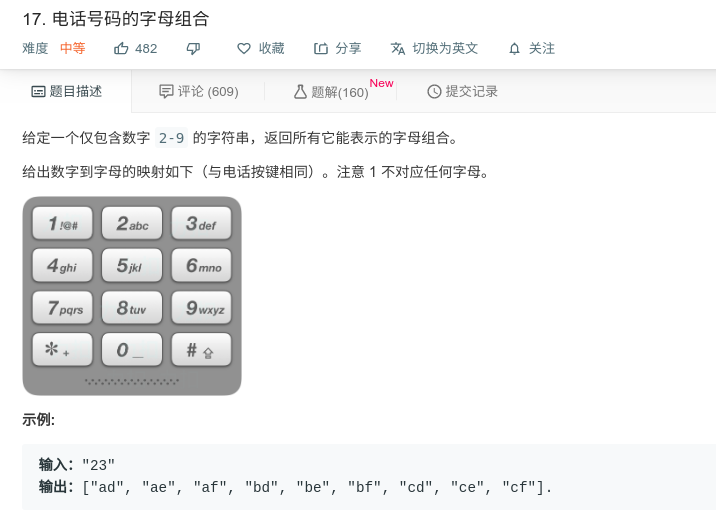 17. 电话号码的字母组合
难度 中等 482 收藏 分享 切换为英文 关注
题目描述 评论 (609) 题解(160) New 提交记录
给定一个仅包含数字 2-9 的字符串，返回所有它能表示的字母组合。
给出数字到字母的映射如下（与电话按键相同）。注意 1 不对应任何字母。
1 !@# 2 abc 3 def
4 ghi 5 jkl 6 mno
7 pqrs 8 tuv 9 wxyz
* + 0 _ #
示例:
输入："23"
输出：["ad", "ae", "af", "bd", "be", "bf", "cd", "ce", "cf"].